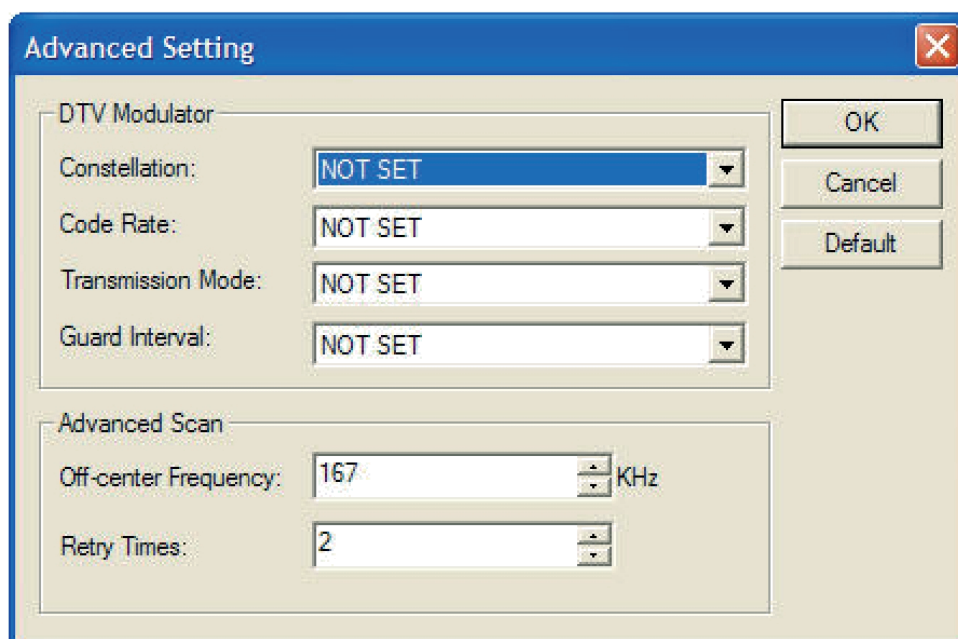 Advanced Setting
DTV Modulator
Constellation: NOT SET
Code Rate: NOT SET
Transmission Mode: NOT SET
Guard Interval: NOT SET
OK
Cancel
Default
Advanced Scan
Off-center Frequency: 167 KHz
Retry Times: 2